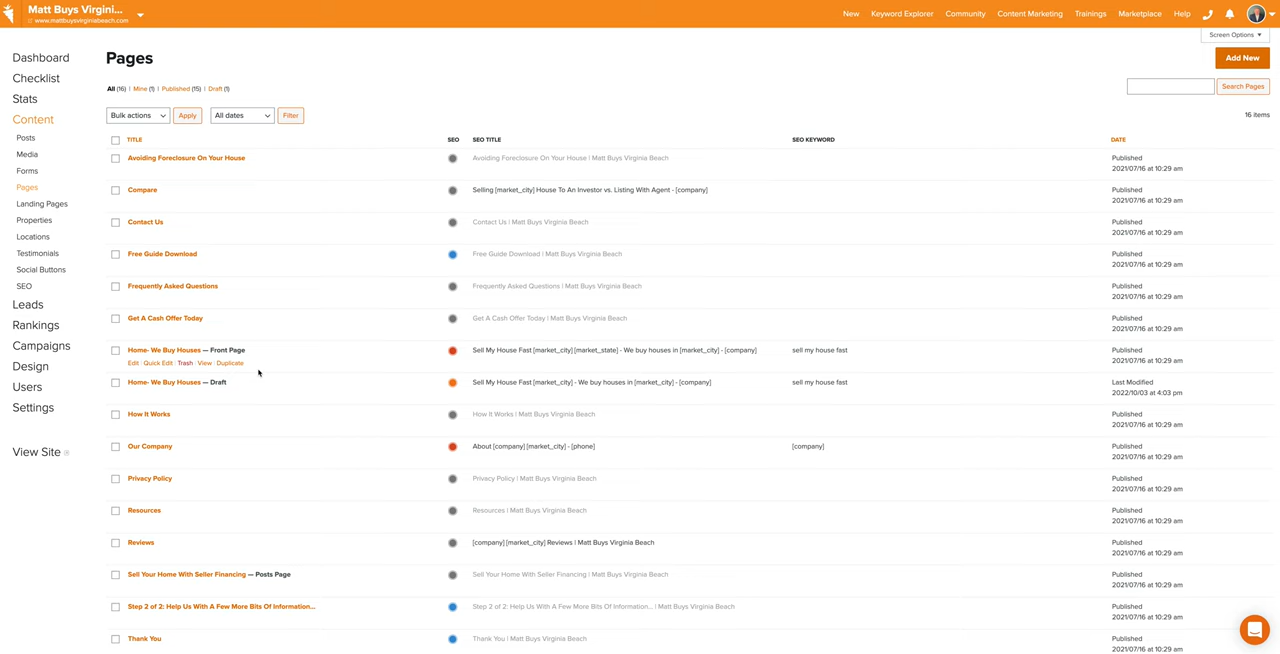 Matt Buys Virgini...
www.mattbuysvirginiabeach.com
New Keyword Explorer Community Content Marketing Trainings Marketplace Help
Screen Options ▼
Dashboard
Checklist
Stats
Content
Posts
Media
Forms
Pages
Landing Pages
Properties
Locations
Testimonials
Social Buttons
SEO
Leads
Rankings
Campaigns
Design
Users
Settings
View Site
Pages
Add New
All (16) | Mine (1) | Published (15) | Draft (1)
Search Pages
Bulk actions Apply All dates Filter
16 items
TITLE SEO SEO TITLE SEO KEYWORD DATE
Avoiding Foreclosure On Your House Avoiding Foreclosure On Your House | Matt Buys Virginia Beach Published
2021/07/16 at 10:29 am
Compare Selling [market_city] House To An Investor vs. Listing With Agent - [company] Published
2021/07/16 at 10:29 am
Contact Us Contact Us | Matt Buys Virginia Beach Published
2021/07/16 at 10:29 am
Free Guide Download Free Guide Download | Matt Buys Virginia Beach Published
2021/07/16 at 10:29 am
Frequently Asked Questions Frequently Asked Questions | Matt Buys Virginia Beach Published
2021/07/16 at 10:29 am
Get A Cash Offer Today Get A Cash Offer Today | Matt Buys Virginia Beach Published
2021/07/16 at 10:29 am
Home- We Buy Houses — Front Page Sell My House Fast [market_city] [market_state] - We buy houses in [market_city] - [company] sell my house fast Published
Edit | Quick Edit | Trash | View | Duplicate 2021/07/16 at 10:29 am
Home- We Buy Houses — Draft Sell My House Fast [market_city] - We buy houses in [market_city] - [company] sell my house fast Last Modified
2022/10/03 at 4:03 pm
How It Works How It Works | Matt Buys Virginia Beach Published
2021/07/16 at 10:29 am
Our Company About [company] [market_city] - [phone] [company] Published
2021/07/16 at 10:29 am
Privacy Policy Privacy Policy | Matt Buys Virginia Beach Published
2021/07/16 at 10:29 am
Resources Resources | Matt Buys Virginia Beach Published
2021/07/16 at 10:29 am
Reviews [company] [market_city] Reviews | Matt Buys Virginia Beach Published
2021/07/16 at 10:29 am
Sell Your Home With Seller Financing — Posts Page Sell Your Home With Seller Financing | Matt Buys Virginia Beach Published
2021/07/16 at 10:29 am
Step 2 of 2: Help Us With A Few More Bits Of Information... Step 2 of 2: Help Us With A Few More Bits Of Information... | Matt Buys Virginia Beach Published
2021/07/16 at 10:29 am
Thank You Thank You | Matt Buys Virginia Beach Published
2021/07/16 at 10:29 am